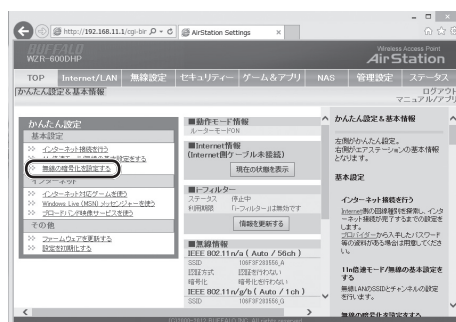 http://192.168.11.1/cgi-bir
AirStation Settings
BUFFALO
WZR-600DHP
Wireless Access Point
AirStation
TOP Internet/LAN 無線設定 セキュリティー ゲーム&アプリ NAS 管理設定 ステータス
かんたん設定&基本情報
ログアウト
マニュアル/アプリ
かんたん設定
基本設定
インターネット接続を行う
無線の暗号化を設定する
インターネット
インターネット対応ゲームを使う
Windows Live (MSN) メッセンジャーを使う
ブロードバンド映像サービスを使う
その他
ファームウェアを更新する
設定を初期化する
■動作モード情報
ルーターモードON
■Internet情報
(Internet側ケーブル未接続)
現在の状態を表示
■i-フィルター
ステータス 停止中
利用期限 「i-フィルター」は無効です
情報を更新する
■無線情報
IEEE 802.11n/a ( Auto / 56ch )
SSID 106F3F281556_A
認証方式 認証を行わない
暗号化 暗号化を行わない
IEEE 802.11n/g/b ( Auto / 1ch )
SSID 106F3F281556_G
かんたん設定&基本情報
左側がかんたん設定。
右側がエアステーションの基本情報
となります。
基本設定
インターネット接続を行う
Internet側の回線種別を探索し、インタ
ーネット接続が完了するまでの設定を
します。
プロバイダーから入手したパスワード
等の資料がある場合は用意してくださ
い。
11n倍速モード/無線の基本設定を
する
無線LANのSSIDとチャンネルの設定
を行います。
無線の暗号化を設定する